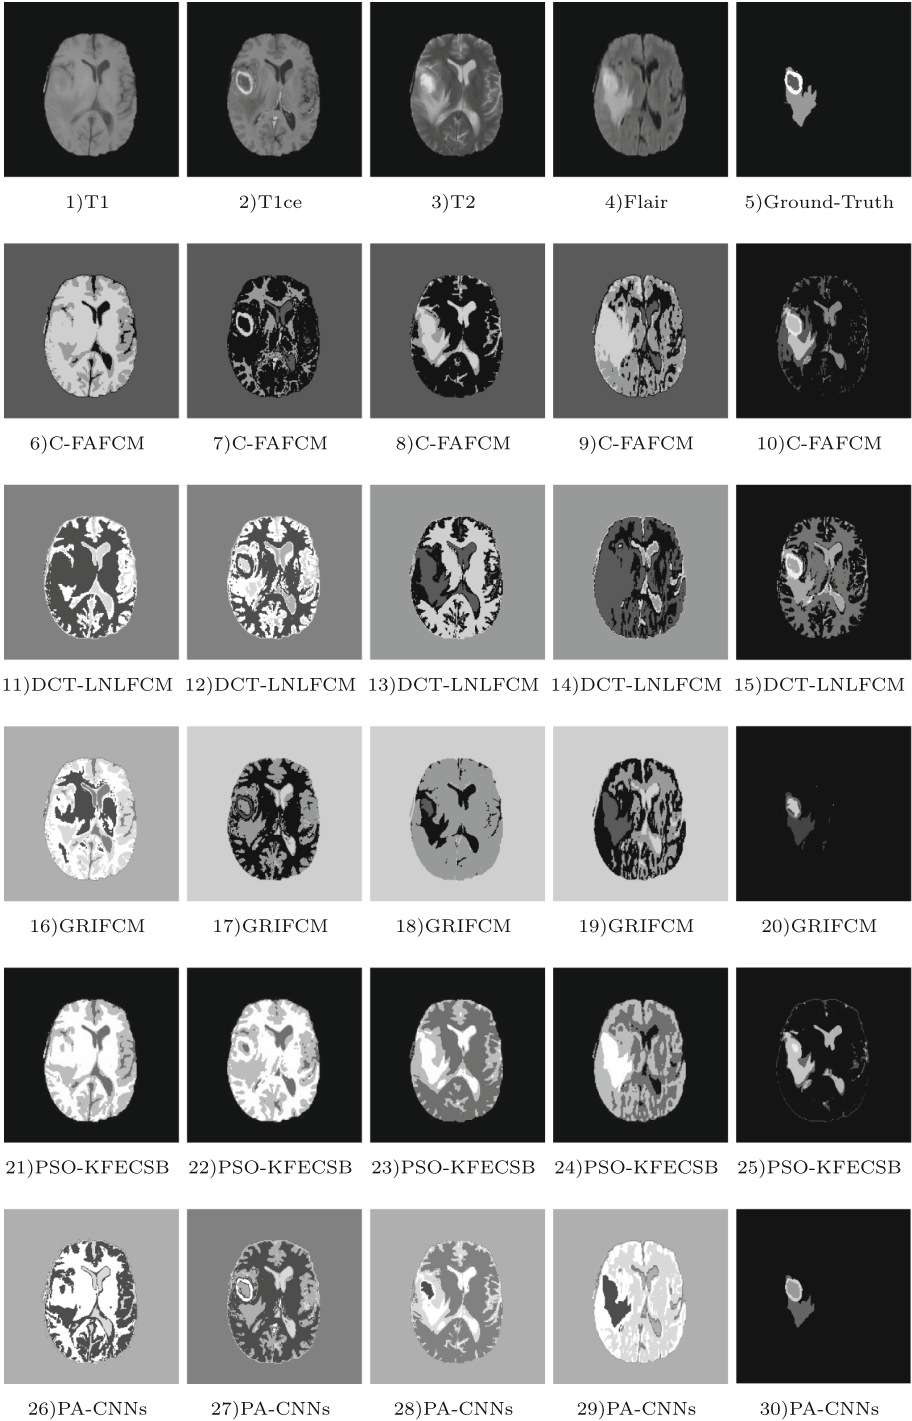 1)T1 2)T1ce 3)T2 4)Flair 5)Ground-Truth
6)C-FAFCM 7)C-FAFCM 8)C-FAFCM 9)C-FAFCM 10)C-FAFCM
11)DCT-LNLFCM 12)DCT-LNLFCM 13)DCT-LNLFCM 14)DCT-LNLFCM 15)DCT-LNLFCM
16)GRIFCM 17)GRIFCM 18)GRIFCM 19)GRIFCM 20)GRIFCM
21)PSO-KFECSB 22)PSO-KFECSB 23)PSO-KFECSB 24)PSO-KFECSB 25)PSO-KFECSB
26)PA-CNNs 27)PA-CNNs 28)PA-CNNs 29)PA-CNNs 30)PA-CNNs